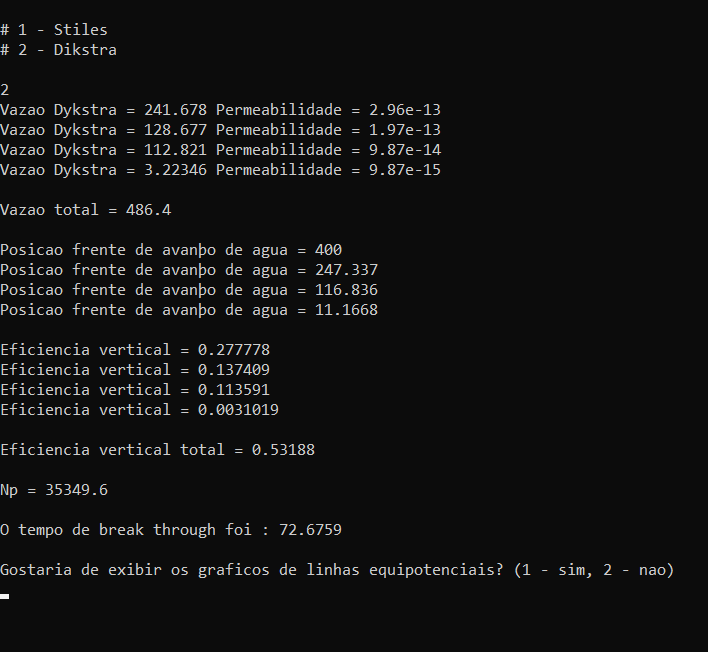 # 1 - Stiles
# 2 - Dikstra
2
Vazao Dykstra = 241.678 Permeabilidade = 2.96e-13
Vazao Dykstra = 128.677 Permeabilidade = 1.97e-13
Vazao Dykstra = 112.821 Permeabilidade = 9.87e-14
Vazao Dykstra = 3.22346 Permeabilidade = 9.87e-15
Vazao total = 486.4
Posicao frente de avanþo de agua = 400
Posicao frente de avanþo de agua = 247.337
Posicao frente de avanþo de agua = 116.836
Posicao frente de avanþo de agua = 11.1668
Eficiencia vertical = 0.277778
Eficiencia vertical = 0.137409
Eficiencia vertical = 0.113591
Eficiencia vertical = 0.0031019
Eficiencia vertical total = 0.53188
Np = 35349.6
O tempo de break through foi : 72.6759
Gostaria de exibir os graficos de linhas equipotenciais? (1 - sim, 2 - nao)